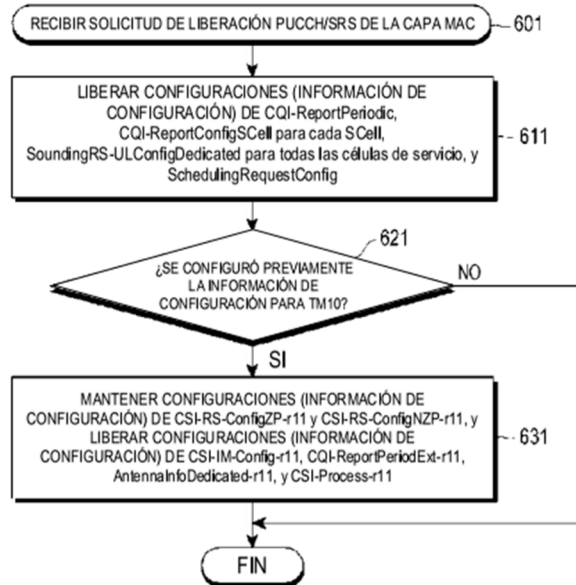 RECIBIR SOLICITUD DE LIBERACIÓN PUCCH/SRS DE LA CAPA MAC
601
LIBERAR CONFIGURACIONES (INFORMACIÓN DE
CONFIGURACIÓN) DE CQI-ReportPeriodic,
CQI-ReportConfigSCell para cada SCell,
SoundingRS-ULConfigDedicated para todas las células de servicio, y
SchedulingRequestConfig
611
621
¿SE CONFIGURÓ PREVIAMENTE
LA INFORMACIÓN DE
CONFIGURACIÓN PARA TM10?
NO
SI
MANTENER CONFIGURACIONES (INFORMACIÓN DE
CONFIGURACIÓN) DE CSI-RS-ConfigZP-r11 y CSI-RS-ConfigNZP-r11, y
LIBERAR CONFIGURACIONES (INFORMACIÓN DE
CONFIGURACIÓN) DE CSI-IM-Config-r11, CQI-ReportPeriodExt-r11,
AntennaInfoDedicated-r11, y CSI-Process-r11
631
FIN